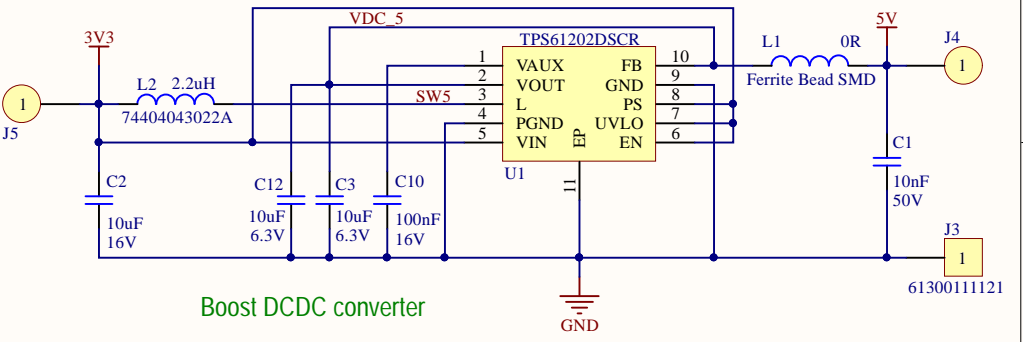 VDC_5
3V3
5V
TPS61202DSCR
L1 0R
J4
1 VAUX FB 10
1
2 VOUT GND 9
Ferrite Bead SMD
L2 2.2uH
SW5 3 L PS 8
1
74404043022A
4 PGND UVLO 7
J5
5 VIN EP EN 6
C1
U1
11
C2
C12
C3
C10
10nF
50V
10uF
16V
10uF
6.3V
10uF
6.3V
100nF
16V
J3
1
61300111121
Boost DCDC converter
GND